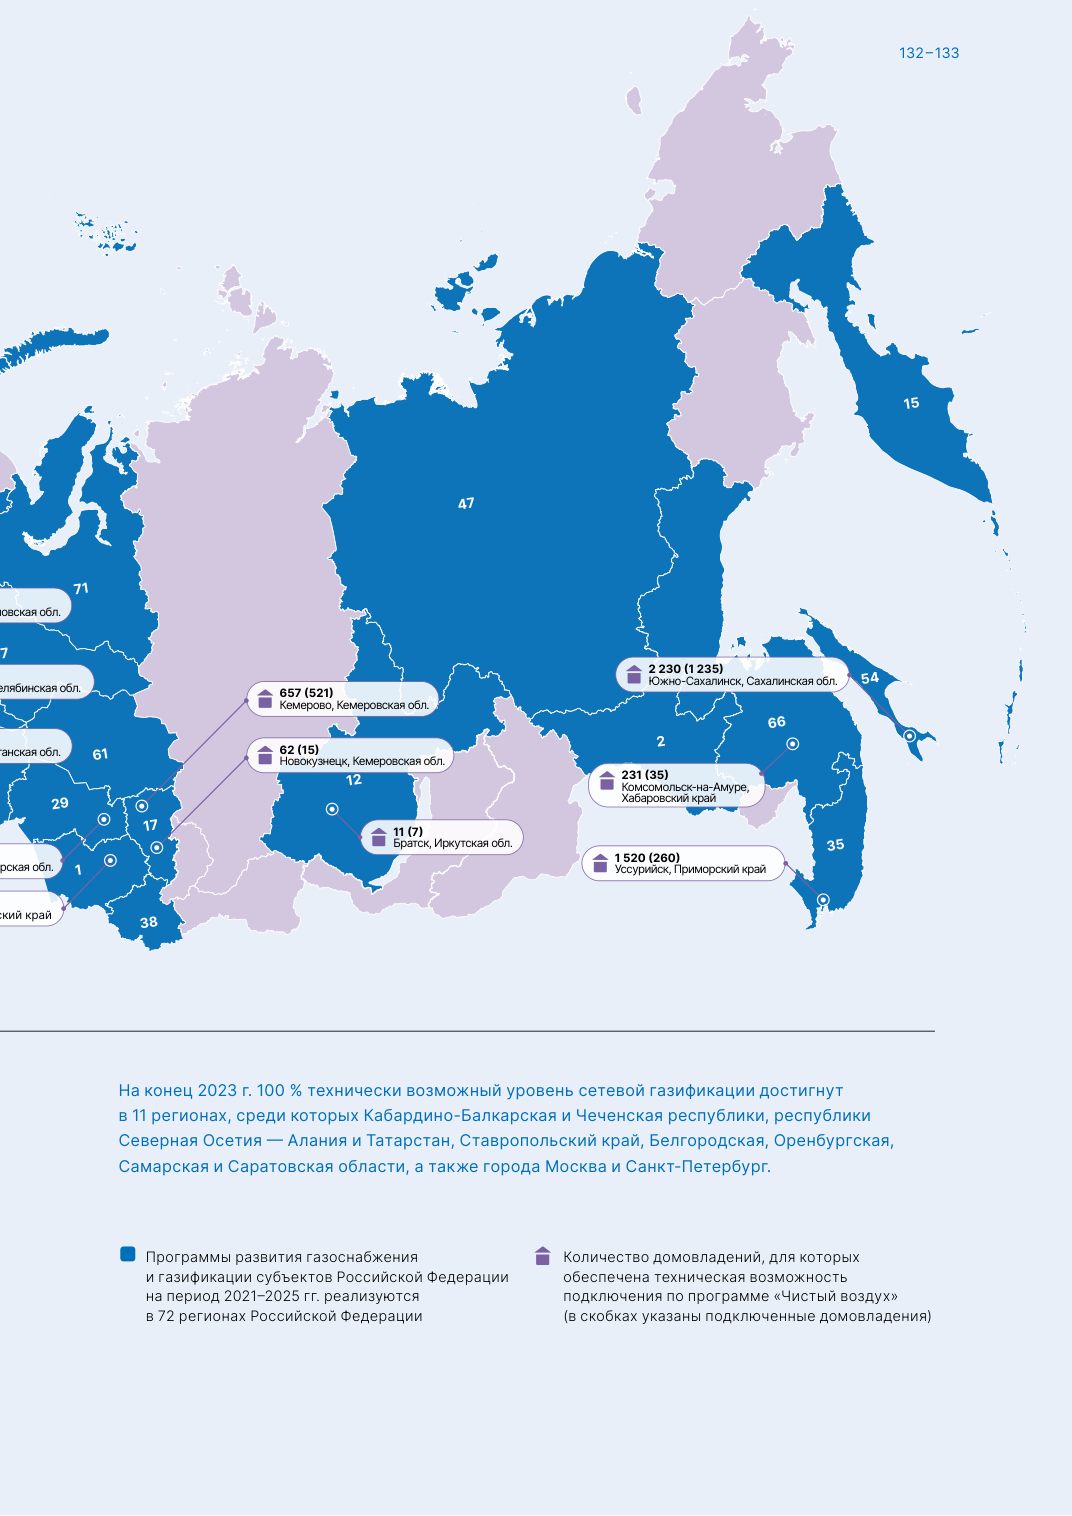 132–133
15
47
71
овская обл.
7
2 230 (1 235)
Южно-Сахалинск, Сахалинская обл.
54
елябинская обл.
657 (521)
Кемерово, Кемеровская обл.
66
2
61
ганская обл.
62 (15)
Новокузнецк, Кемеровская обл.
12
231 (35)
Комсомольск-на-Амуре,
Хабаровский край
29
17
11 (7)
Братск, Иркутская обл.
35
1 520 (260)
Уссурийск, Приморский край
рская обл.
1
ский край
38
На конец 2023 г. 100 % технически возможный уровень сетевой газификации достигнут
в 11 регионах, среди которых Кабардино-Балкарская и Чеченская республики, республики
Северная Осетия — Алания и Татарстан, Ставропольский край, Белгородская, Оренбургская,
Самарская и Саратовская области, а также города Москва и Санкт-Петербург.
Программы развития газоснабжения
и газификации субъектов Российской Федерации
на период 2021–2025 гг. реализуются
в 72 регионах Российской Федерации
Количество домовладений, для которых
обеспечена техническая возможность
подключения по программе «Чистый воздух»
(в скобках указаны подключенные домовладения)